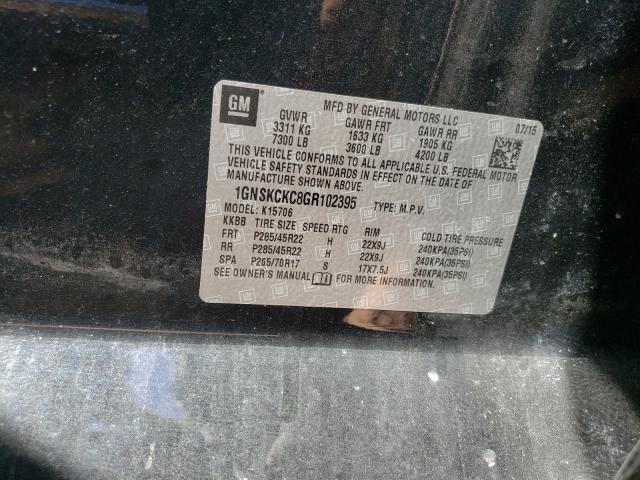 GM
MFD BY GENERAL MOTORS LLC
07/15
GVWR GAWR FRT GAWR RR
3311 KG 1633 KG 1905 KG
7300 LB 3600 LB 4200 LB
THIS VEHICLE CONFORMS TO ALL APPLICABLE U.S. FEDERAL MOTOR
VEHICLE SAFETY STANDARDS IN EFFECT ON THE DATE OF
MANUFACTURE SHOWN ABOVE.
1GNSKCKC8GR102395 TYPE: M.P.V.
MODEL: K15706
KKBB TIRE SIZE SPEED RTG RIM COLD TIRE PRESSURE
FRT P285/45R22 H 22X9J 240KPA(35PSI)
RR P285/45R22 H 22X9J 240KPA(35PSI)
SPA P265/70R17 S 17X7.5J 240KPA(35PSI)
SEE OWNER'S MANUAL FOR MORE INFORMATION.